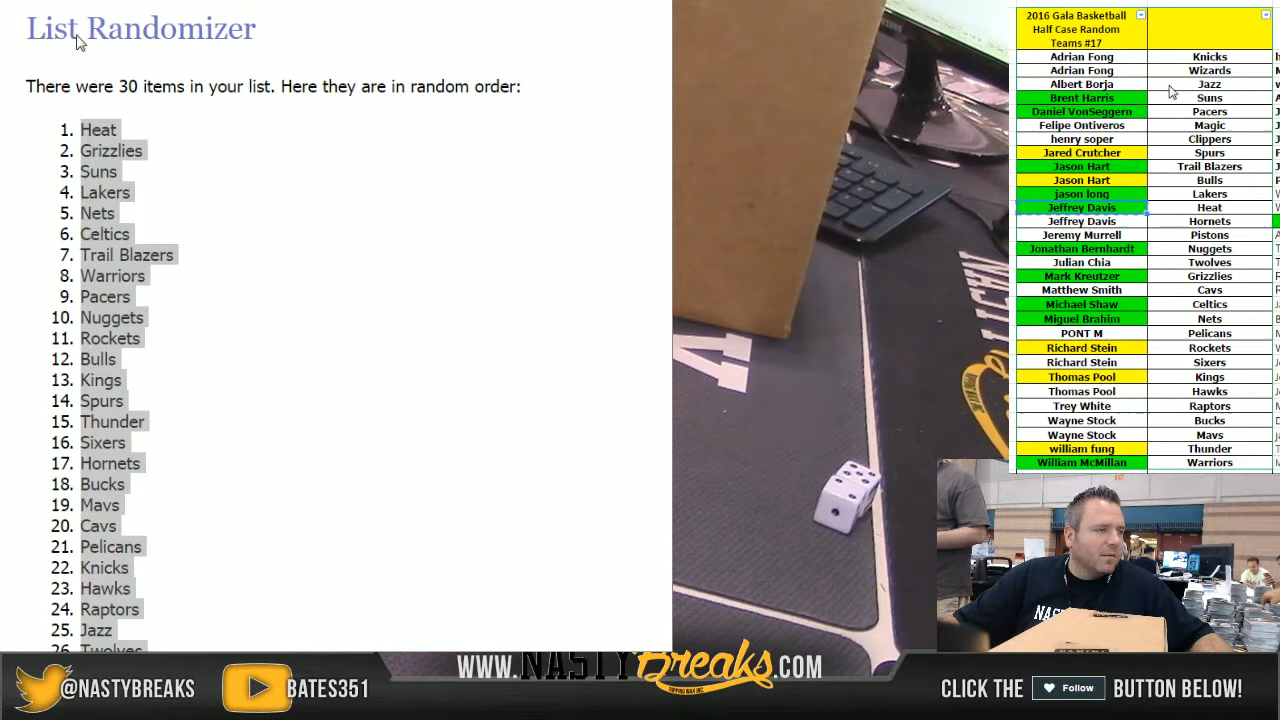 List Randomizer
There were 30 items in your list. Here they are in random order:
1. Heat
2. Grizzlies
3. Suns
4. Lakers
5. Nets
6. Celtics
7. Trail Blazers
8. Warriors
9. Pacers
10. Nuggets
11. Rockets
12. Bulls
13. Kings
14. Spurs
15. Thunder
16. Sixers
17. Hornets
18. Bucks
19. Mavs
20. Cavs
21. Pelicans
22. Knicks
23. Hawks
24. Raptors
25. Jazz
26. Twolves
2016 Gala Basketball
Half Case Random
Teams #17
Adrian Fong Knicks
Adrian Fong Wizards
Albert Borja Jazz
Brent Harris Suns
Daniel VonSeggern Pacers
Felipe Ontiveros Magic
henry soper Clippers
Jared Crutcher Spurs
Jason Hart Trail Blazers
Jason Hart Bulls
jason long Lakers
Jeffrey Davis Heat
Jeffrey Davis Hornets
Jeremy Murrell Pistons
Jonathan Bernhardt Nuggets
Julian Chia Twolves
Mark Kreutzer Grizzlies
Matthew Smith Cavs
Michael Shaw Celtics
Miguel Brahim Nets
PONT M Pelicans
Richard Stein Rockets
Richard Stein Sixers
Thomas Pool Kings
Thomas Pool Hawks
Trey White Raptors
Wayne Stock Bucks
Wayne Stock Mavs
william fung Thunder
William McMillan Warriors
NAS
@NASTYBREAKS
BATES351
WWW.NASTYBreaks.COM
RIPPING WAX INC
CLICK THE Follow BUTTON BELOW!